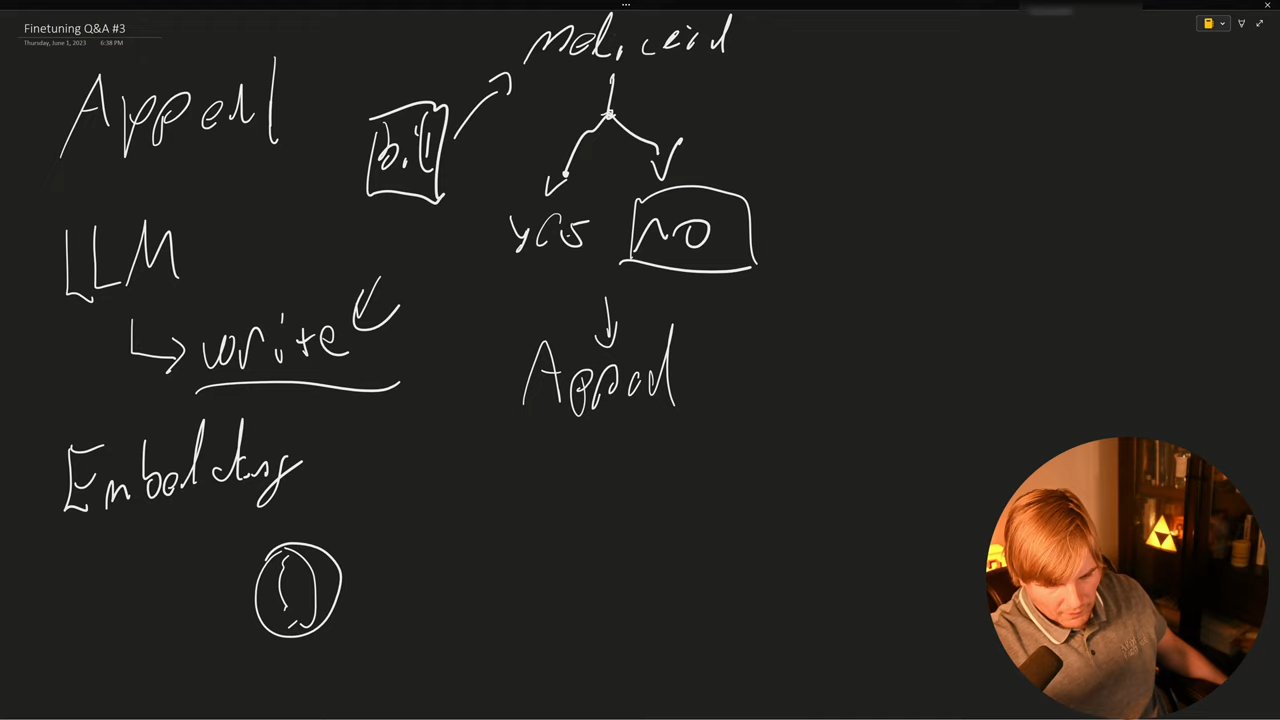 Finetuning Q&A #3
Thursday, June 1, 2023 6:38 PM
Appeal
bill
Medicaid
yes
NO
LLM
write
Appeal
Embedding